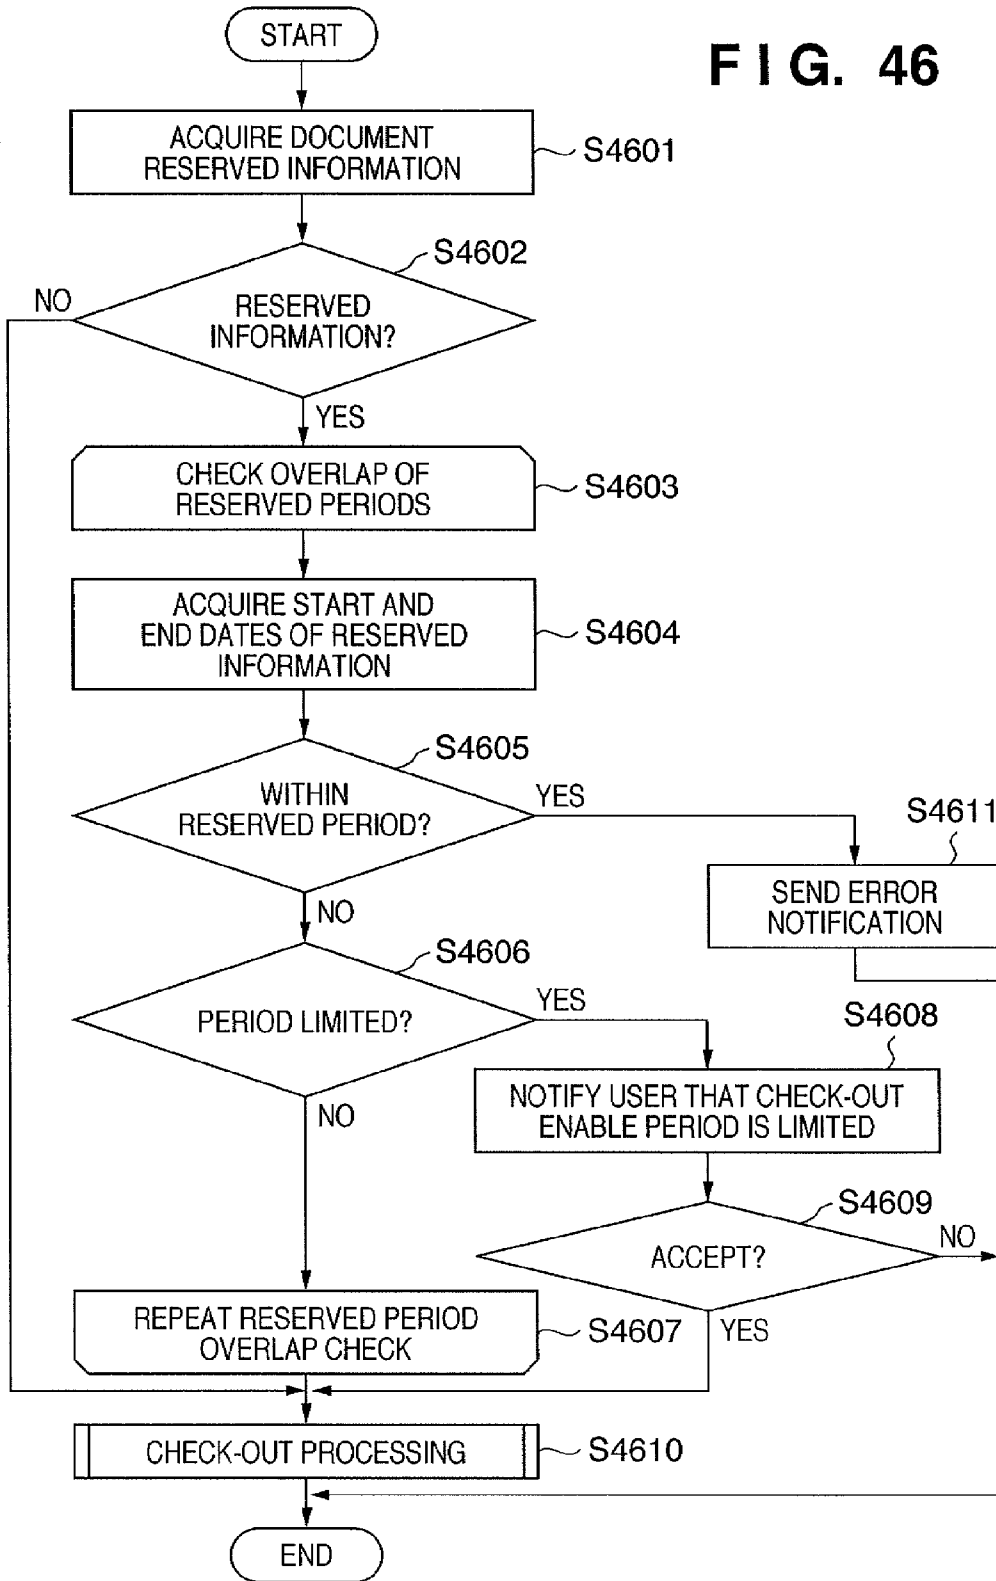 START
FIG. 46
ACQUIRE DOCUMENT
RESERVED INFORMATION
S4601
S4602
NO
RESERVED
INFORMATION?
YES
CHECK OVERLAP OF
RESERVED PERIODS
S4603
ACQUIRE START AND
END DATES OF RESERVED
INFORMATION
S4604
S4605
WITHIN
RESERVED PERIOD?
YES
S4611
SEND ERROR
NOTIFICATION
NO
S4606
PERIOD LIMITED?
YES
S4608
NOTIFY USER THAT CHECK-OUT
ENABLE PERIOD IS LIMITED
NO
S4609
ACCEPT?
NO
YES
REPEAT RESERVED PERIOD
OVERLAP CHECK
S4607
CHECK-OUT PROCESSING
S4610
END